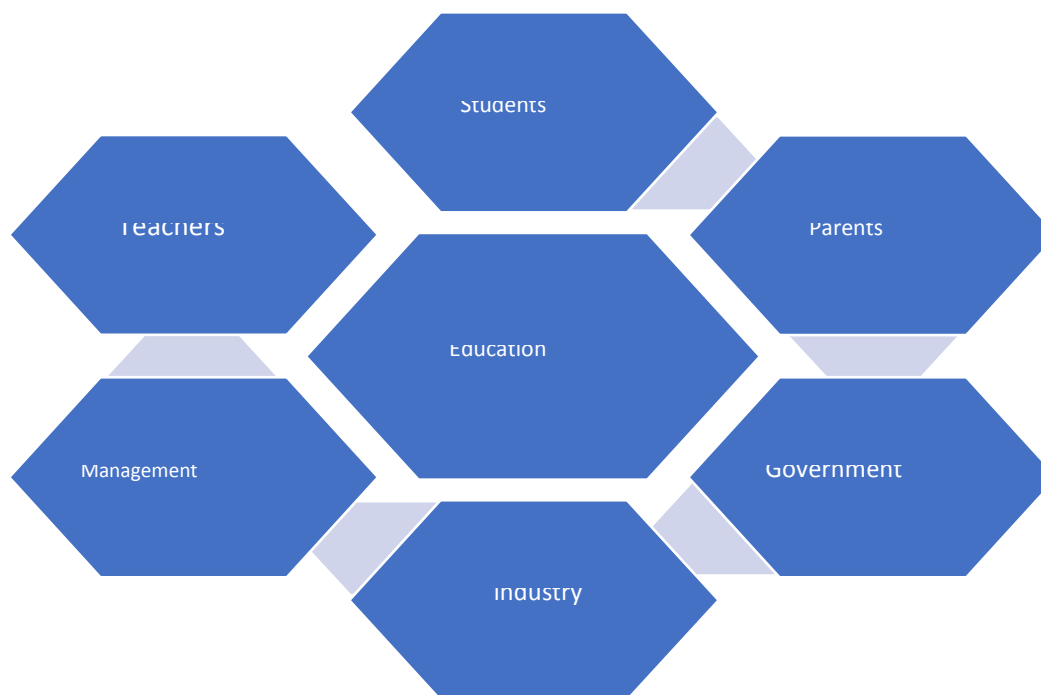 Students
Teachers
Parents
Education
Management
Government
Industry